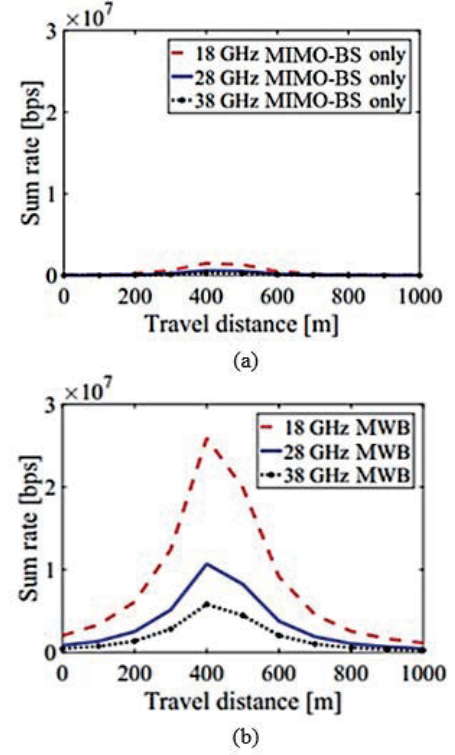 ×10⁷
3
2
1
0
Sum rate [bps]
18 GHz MIMO-BS only
28 GHz MIMO-BS only
38 GHz MIMO-BS only
0 200 400 600 800 1000
Travel distance [m]
(a)
×10⁷
3
2
1
0
Sum rate [bps]
18 GHz MWB
28 GHz MWB
38 GHz MWB
0 200 400 600 800 1000
Travel distance [m]
(b)